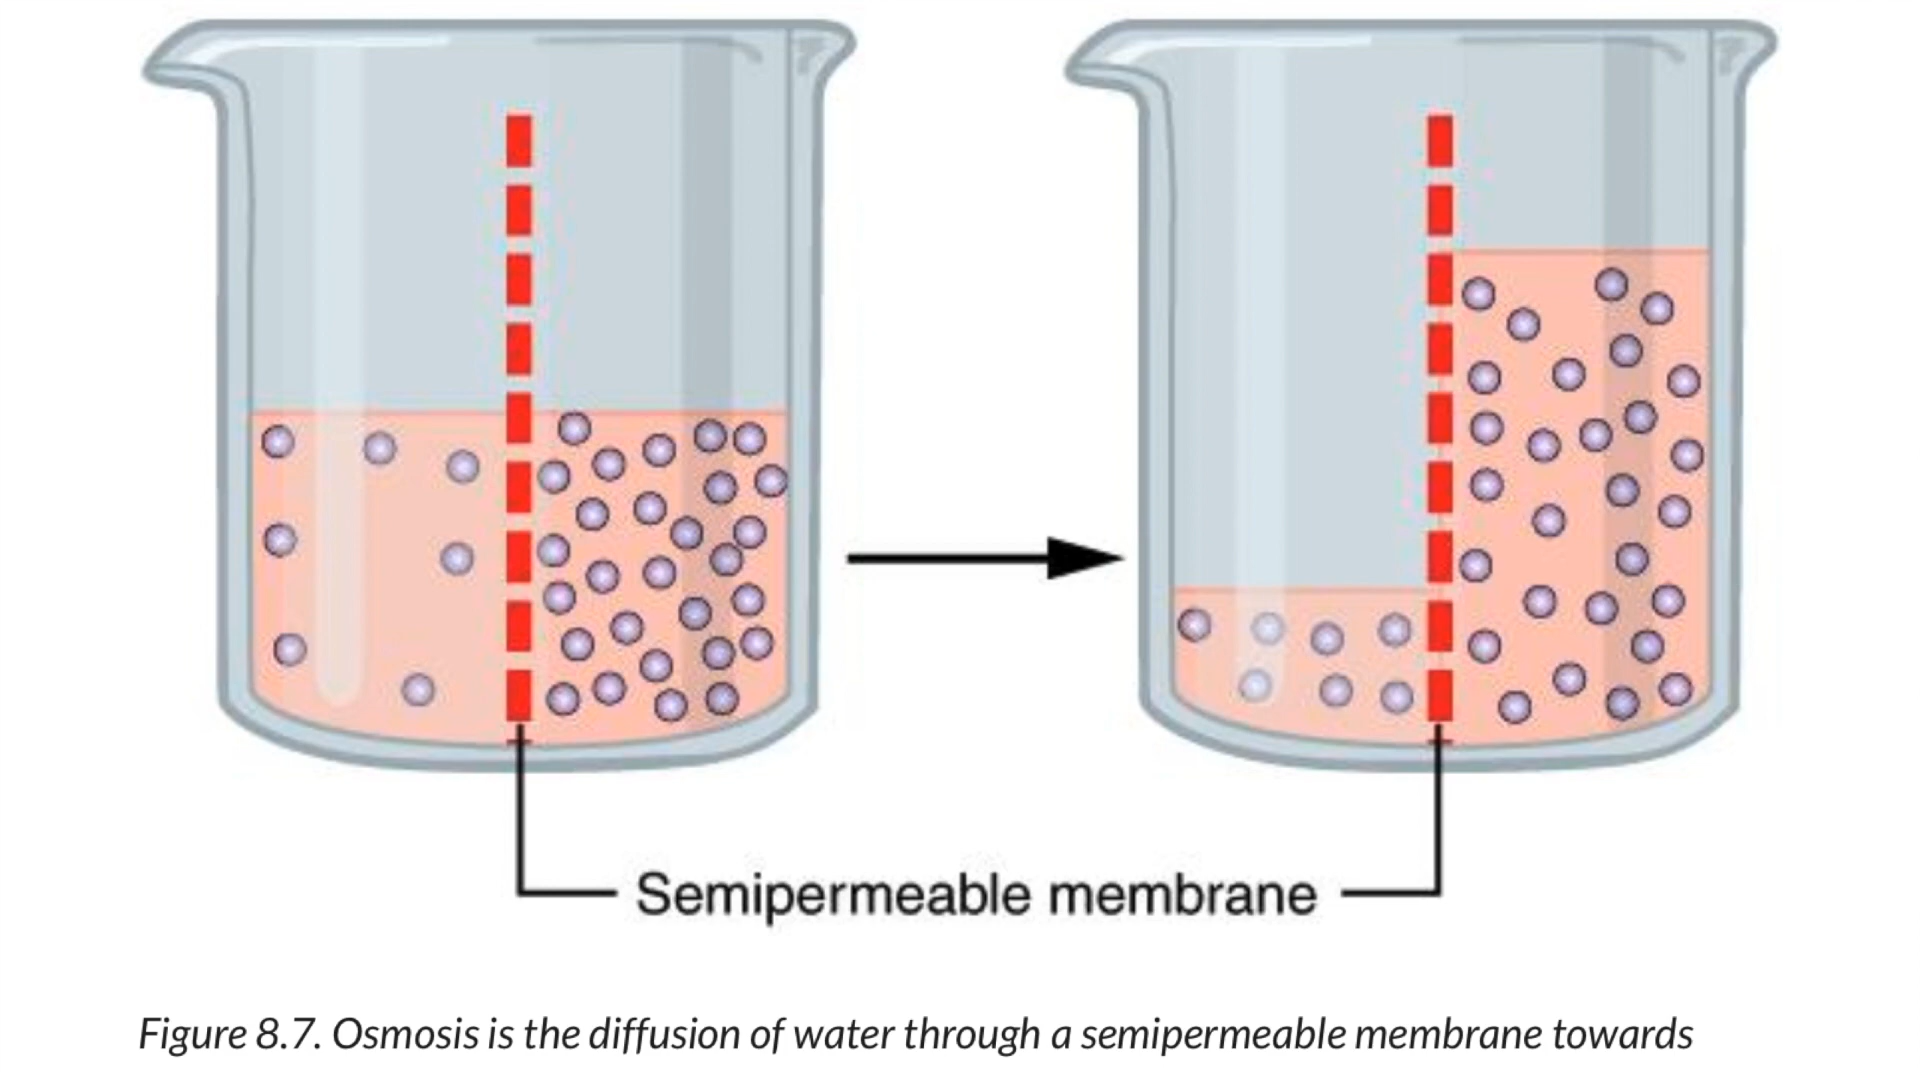 Semipermeable membrane
Figure 8.7. Osmosis is the diffusion of water through a semipermeable membrane towards